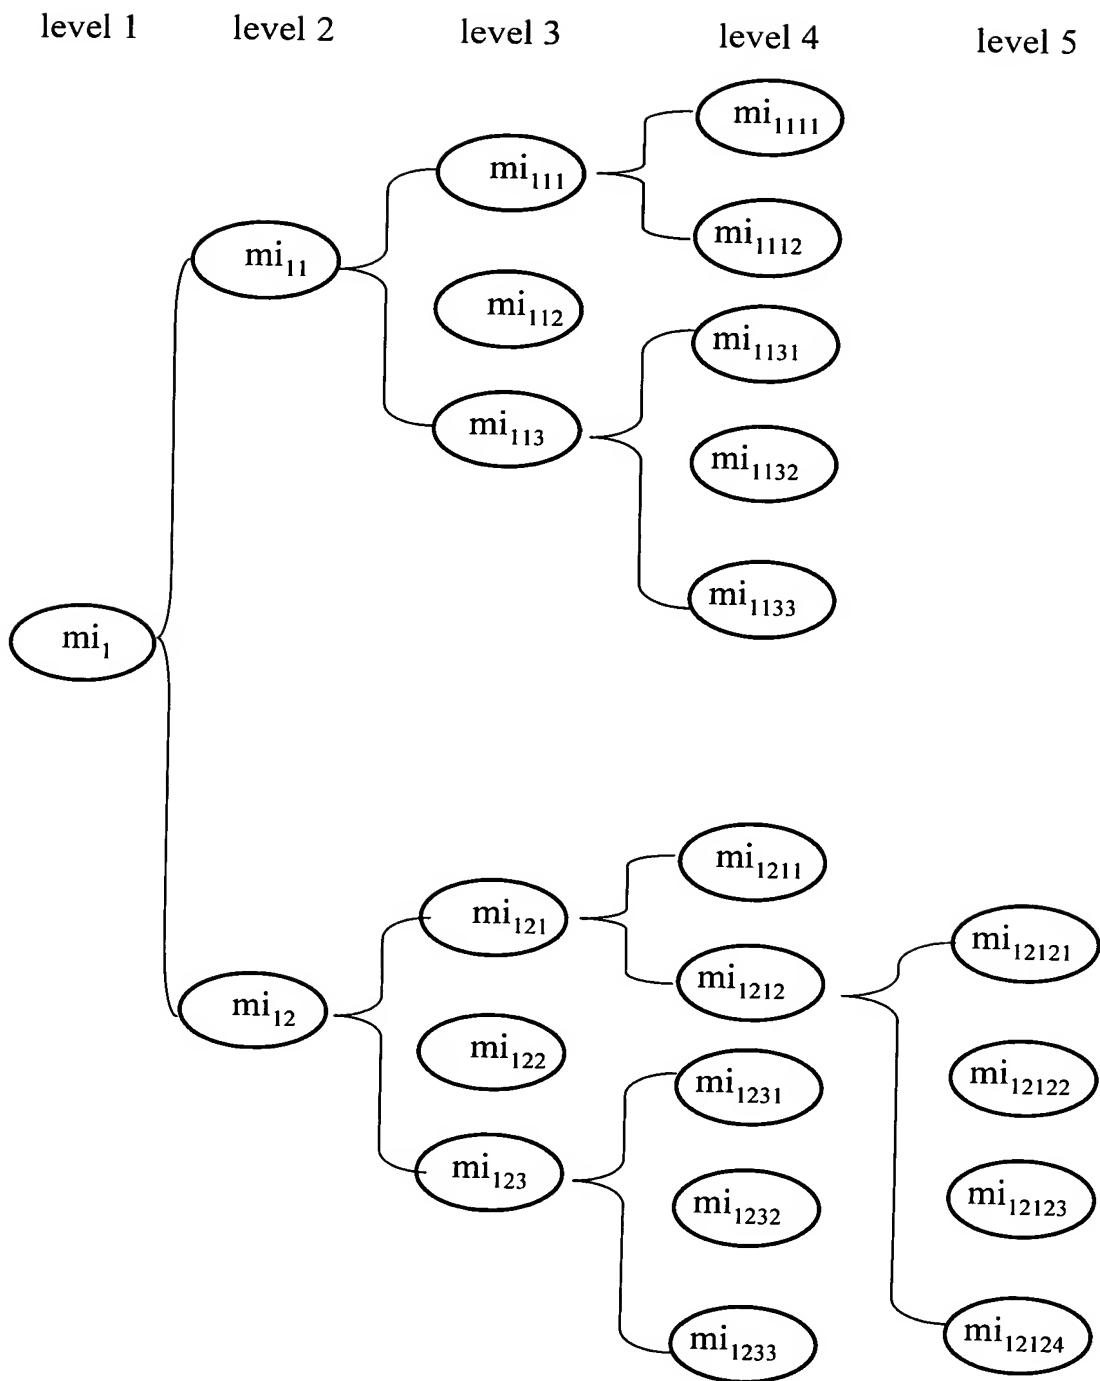 level 1 level 2 level 3 level 4 level 5
mi₁₁₁₁
mi₁₁₁
mi₁₁₁₂
mi₁₁
mi₁₁₂
mi₁₁₃₁
mi₁₁₃
mi₁₁₃₂
mi₁₁₃₃
mi₁
mi₁₂₁₁
mi₁₂₁
mi₁₂₁₂₁
mi₁₂₁₂
mi₁₂
mi₁₂₂
mi₁₂₃₁
mi₁₂₁₂₂
mi₁₂₃
mi₁₂₃₂
mi₁₂₁₂₃
mi₁₂₃₃
mi₁₂₁₂₄